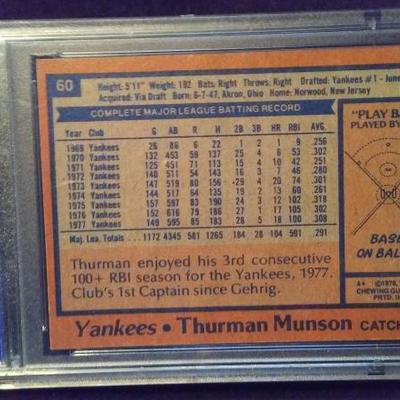 60
Height: 5'11" Weight: 192 Bats: Right Throws: Right Drafted: Yankees #1 - June
Acquired: Via Draft Born: 6-7-47, Akron, Ohio Home: Norwood, New Jersey
COMPLETE MAJOR LEAGUE BATTING RECORD
Year Club G AB R H 2B 3B HR RBI AVG.
1969 Yankees 26 86 6 22 1 2 1 9 .256
1970 Yankees 132 453 59 137 25 4 6 53 .302
1971 Yankees 125 451 71 113 15 4 10 42 .251
1972 Yankees 140 511 54 143 16 3 7 46 .280
1973 Yankees 147 519 80 156 29 4 20 74 .301
1974 Yankees 144 517 64 135 19 2 13 60 .261
1975 Yankees 157 597 83 190 24 3 12 102 .318
1976 Yankees 152 616 79 186 27 1 17 105 .302
1977 Yankees 149 595 85 183 28 5 18 100 .308
Maj. Lea. Totals 1172 4345 581 1265 184 28 104 591 .291
Thurman enjoyed his 3rd consecutive
100+ RBI season for the Yankees, 1977.
Club's 1st Captain since Gehrig.
"PLAY BA
PLAYED BY
BASE
ON BAL
A* ©1978,
CHEWING GU
PRTD. I
Yankees • Thurman Munson CATCH